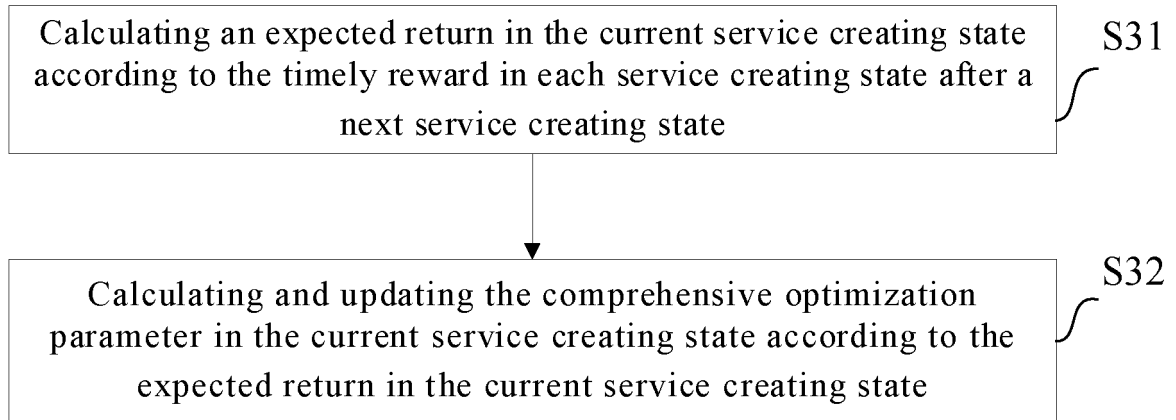 Calculating an expected return in the current service creating state
according to the timely reward in each service creating state after a
next service creating state
S31
Calculating and updating the comprehensive optimization
parameter in the current service creating state according to the
expected return in the current service creating state
S32